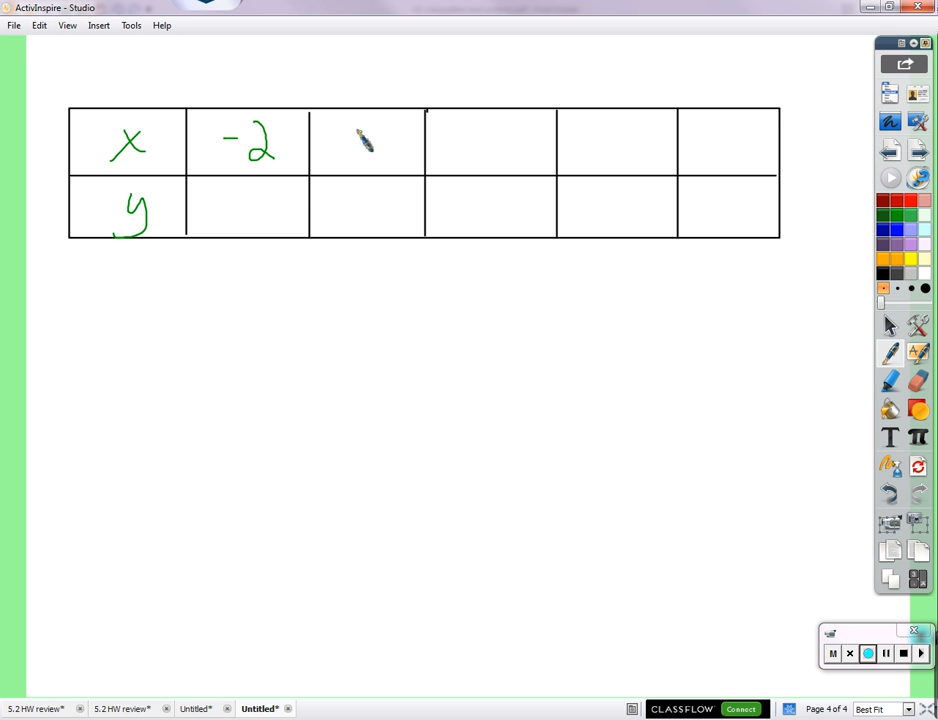 ActivInspire - Studio
File Edit View Insert Tools Help
x -2
y
5.2 HW review* 5.2 HW review* Untitled* Untitled* CLASSFLOW Connect Page 4 of 4 Best Fit
M